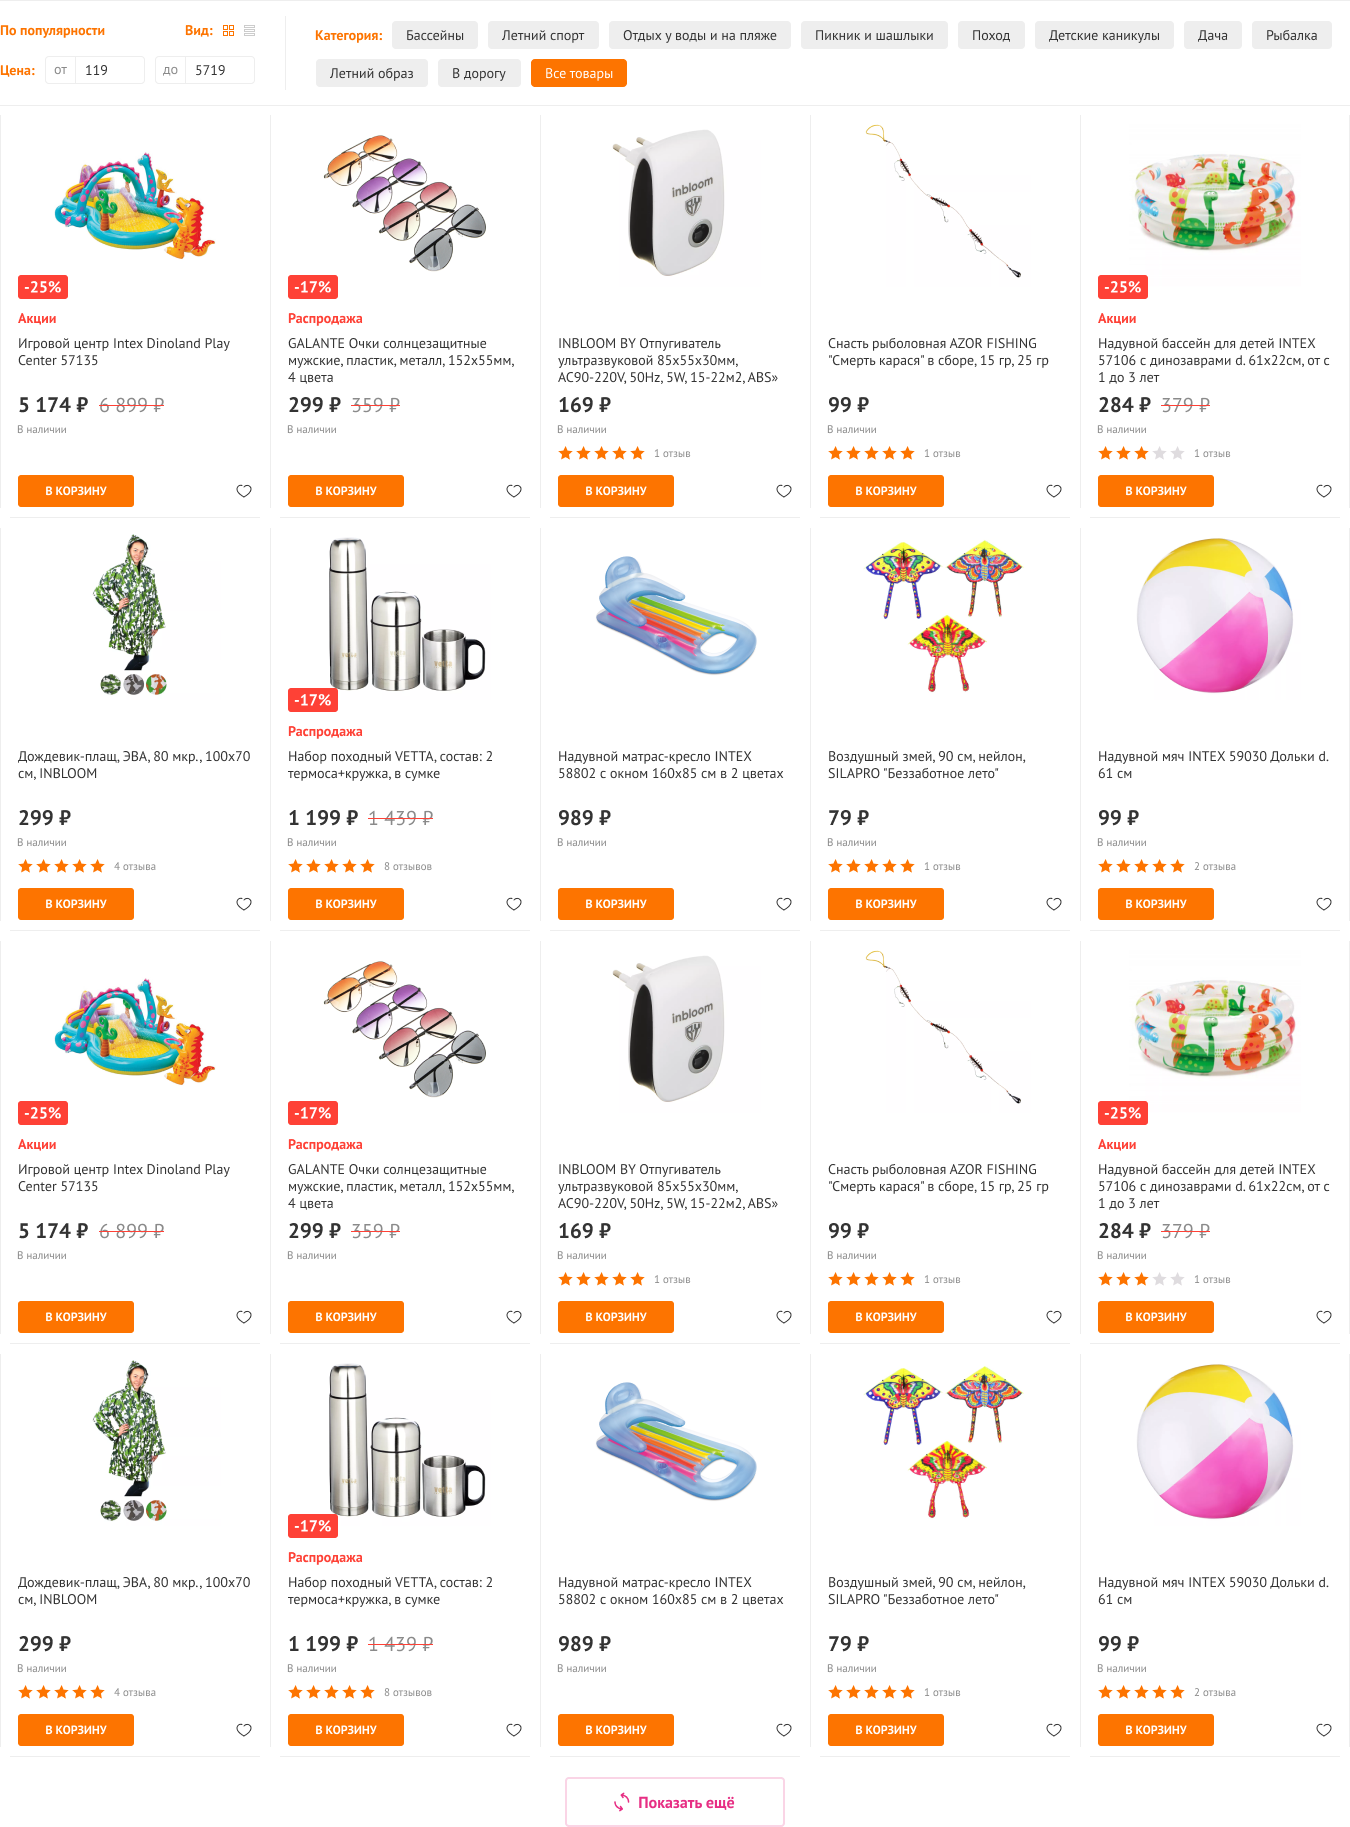 По популярности
Вид:
Цена:
от 119
до 5719
Категория: Бассейны Летний спорт Отдых у воды и на пляже Пикник и шашлыки Поход Детские каникулы Дача Рыбалка
Летний образ В дорогу Все товары
-25%
Акции
Игровой центр Intex Dinoland Play
Center 57135
5 174 ₽ 6 899 ₽
В наличии
В КОРЗИНУ
-17%
Распродажа
GALANTE Очки солнцезащитные
мужские, пластик, металл, 152х55мм,
4 цвета
299 ₽ 359 ₽
В наличии
В КОРЗИНУ
inbloom
BY
INBLOOM BY Отпугиватель
ультразвуковой 85х55х30мм,
АС90-220V, 50Hz, 5W, 15-22м2, ABS»
169 ₽
В наличии
1 отзыв
В КОРЗИНУ
Снасть рыболовная AZOR FISHING
"Смерть карася" в сборе, 15 гр, 25 гр
99 ₽
В наличии
1 отзыв
В КОРЗИНУ
-25%
Акции
Надувной бассейн для детей INTEX
57106 с динозаврами d. 61х22см, от с
1 до 3 лет
284 ₽ 379 ₽
В наличии
1 отзыв
В КОРЗИНУ
Дождевик-плащ, ЭВА, 80 мкр., 100х70
см, INBLOOM
299 ₽
В наличии
4 отзыва
В КОРЗИНУ
-17%
Распродажа
Набор походный VETTA, состав: 2
термоса+кружка, в сумке
1 199 ₽ 1 439 ₽
В наличии
8 отзывов
В КОРЗИНУ
Надувной матрас-кресло INTEX
58802 с окном 160х85 см в 2 цветах
989 ₽
В наличии
В КОРЗИНУ
Воздушный змей, 90 см, нейлон,
SILAPRO "Беззаботное лето"
79 ₽
В наличии
1 отзыв
В КОРЗИНУ
Надувной мяч INTEX 59030 Дольки d.
61 см
99 ₽
В наличии
2 отзыва
В КОРЗИНУ
-25%
Акции
Игровой центр Intex Dinoland Play
Center 57135
5 174 ₽ 6 899 ₽
В наличии
В КОРЗИНУ
-17%
Распродажа
GALANTE Очки солнцезащитные
мужские, пластик, металл, 152х55мм,
4 цвета
299 ₽ 359 ₽
В наличии
В КОРЗИНУ
inbloom
BY
INBLOOM BY Отпугиватель
ультразвуковой 85х55х30мм,
АС90-220V, 50Hz, 5W, 15-22м2, ABS»
169 ₽
В наличии
1 отзыв
В КОРЗИНУ
Снасть рыболовная AZOR FISHING
"Смерть карася" в сборе, 15 гр, 25 гр
99 ₽
В наличии
1 отзыв
В КОРЗИНУ
-25%
Акции
Надувной бассейн для детей INTEX
57106 с динозаврами d. 61х22см, от с
1 до 3 лет
284 ₽ 379 ₽
В наличии
1 отзыв
В КОРЗИНУ
Дождевик-плащ, ЭВА, 80 мкр., 100х70
см, INBLOOM
299 ₽
В наличии
4 отзыва
В КОРЗИНУ
-17%
Распродажа
Набор походный VETTA, состав: 2
термоса+кружка, в сумке
1 199 ₽ 1 439 ₽
В наличии
8 отзывов
В КОРЗИНУ
Надувной матрас-кресло INTEX
58802 с окном 160х85 см в 2 цветах
989 ₽
В наличии
В КОРЗИНУ
Воздушный змей, 90 см, нейлон,
SILAPRO "Беззаботное лето"
79 ₽
В наличии
1 отзыв
В КОРЗИНУ
Надувной мяч INTEX 59030 Дольки d.
61 см
99 ₽
В наличии
2 отзыва
В КОРЗИНУ
Показать ещё